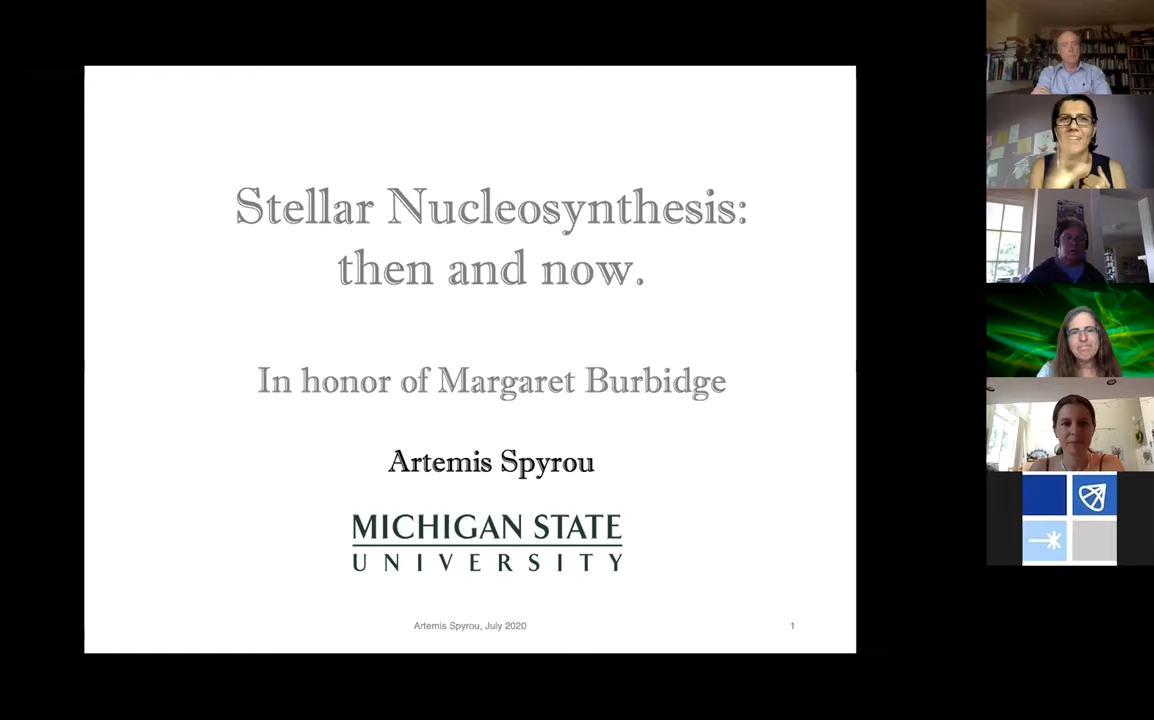 Stellar Nucleosynthesis:
then and now.
In honor of Margaret Burbidge
Artemis Spyrou
MICHIGAN STATE
UNIVERSITY
Artemis Spyrou, July 2020
1